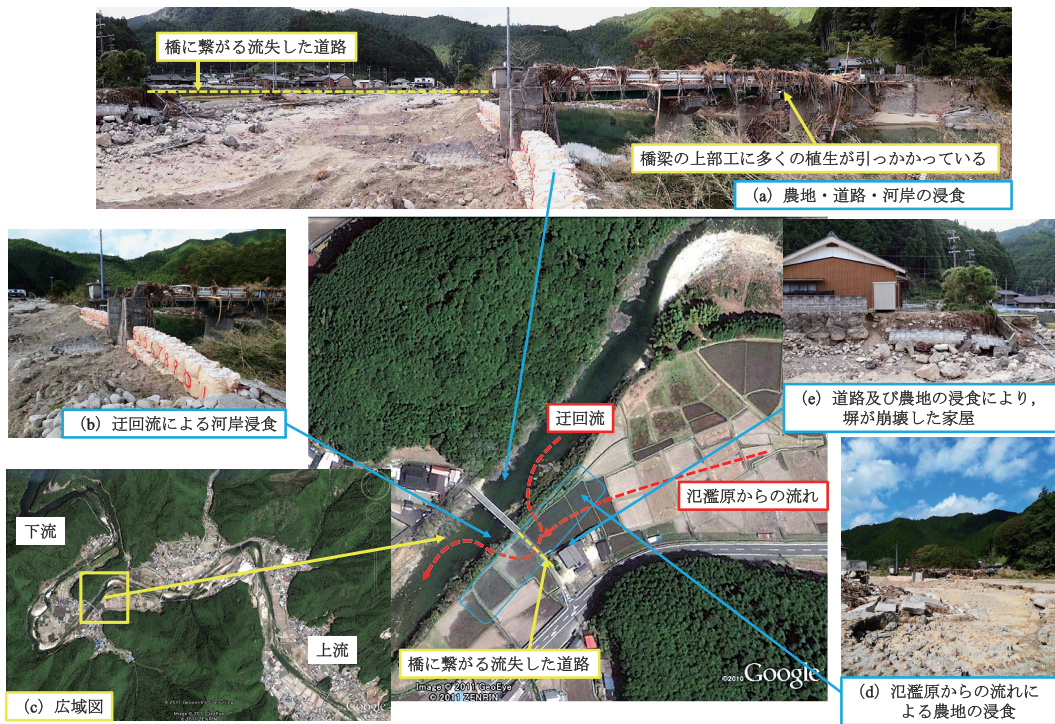 橋に繋がる流失した道路
橋梁の上部工に多くの植生が引っかかっている
(a) 農地・道路・河岸の浸食
(b) 迂回流による河岸浸食
迂回流
氾濫原からの流れ
(e) 道路及び農地の浸食により,
塀が崩壊した家屋
下流
上流
(c) 広域図
橋に繋がる流失した道路
Image © 2011 GeoEye
© 2011 ZENRIN
©2010 Google
(d) 氾濫原からの流れに
よる農地の浸食
Google